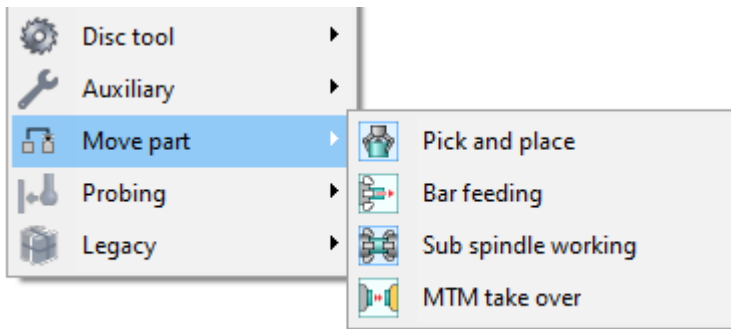 Disc tool
Auxiliary
Move part
Probing
Legacy
Pick and place
Bar feeding
Sub spindle working
MTM take over